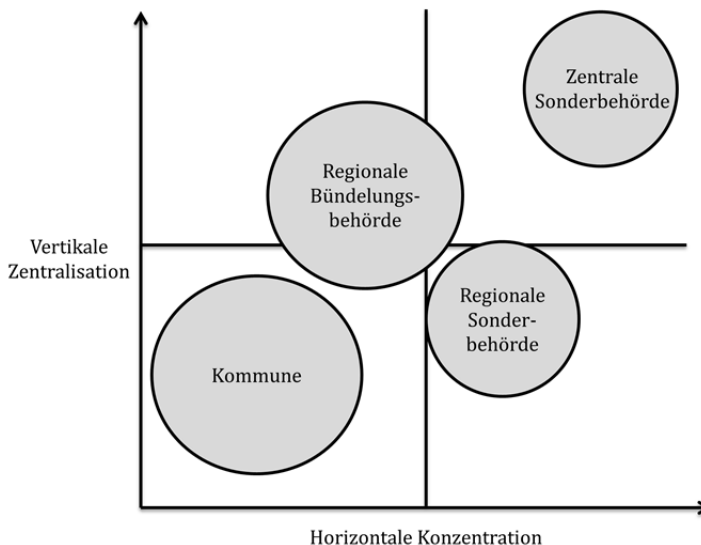 Zentrale
Sonderbehörde
Regionale
Bündelungs-
behörde
Vertikale
Zentralisation
Regionale
Sonder-
behörde
Kommune
Horizontale Konzentration